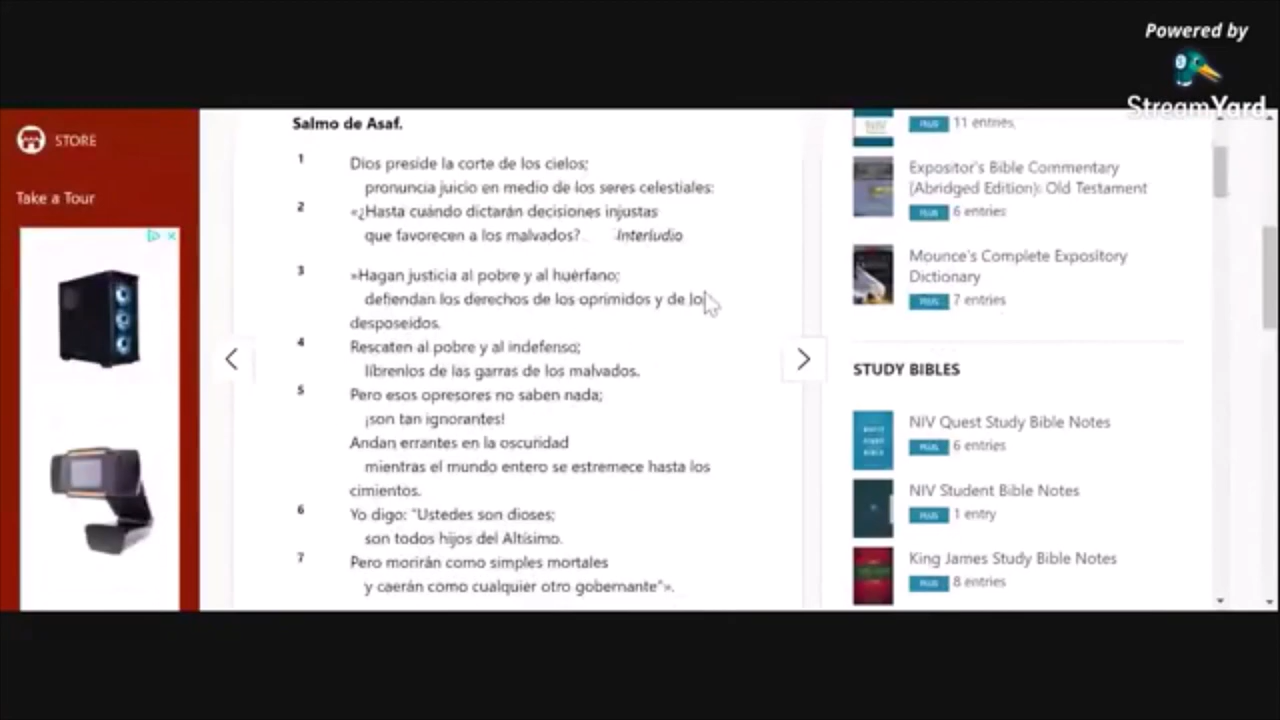 Powered by
StreamYard
STORE
Take a Tour
Salmo de Asaf.
1 Dios preside la corte de los cielos;
pronuncia juicio en medio de los seres celestiales:
2 «¿Hasta cuándo dictarán decisiones injustas
que favorecen a los malvados? Interludio
3 »Hagan justicia al pobre y al huérfano;
defiendan los derechos de los oprimidos y de lo
desposeídos.
4 Rescaten al pobre y al indefenso;
líbrenlos de las garras de los malvados.
5 Pero esos opresores no saben nada;
¡son tan ignorantes!
Andan errantes en la oscuridad
mientras el mundo entero se estremece hasta los
cimientos.
6 Yo digo: "Ustedes son dioses;
son todos hijos del Altísimo.
7 Pero morirán como simples mortales
y caerán como cualquier otro gobernante"».
PLUS 11 entries
Expositor's Bible Commentary
(Abridged Edition): Old Testament
PLUS 6 entries
Mounce's Complete Expository
Dictionary
PLUS 7 entries
STUDY BIBLES
NIV Quest Study Bible Notes
PLUS 6 entries
NIV Student Bible Notes
PLUS 1 entry
King James Study Bible Notes
PLUS 8 entries